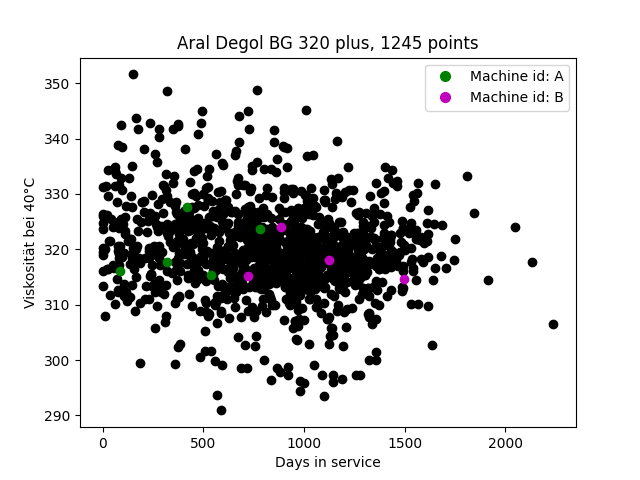 Aral Degol BG 320 plus, 1245 points
Machine id: A
Machine id: B
350
340
330
320
310
300
290
Viskosität bei 40°C
0
500
1000
1500
2000
Days in service